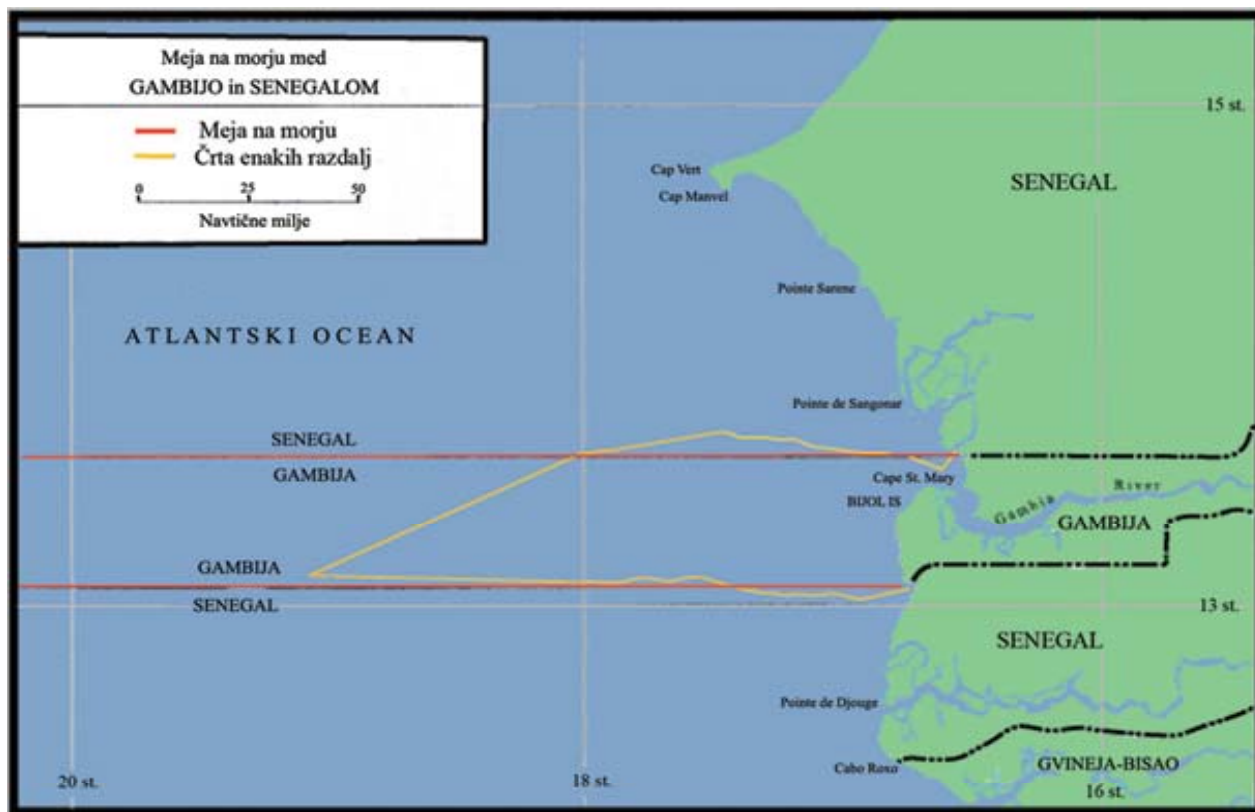 Meja na morju med
GAMBIJO in SENEGALOM
Meja na morju
Črta enakih razdalj
0 25 50
Navtične milje
15 st.
Cap Vert
SENEGAL
Cap Manvel
Pointe Sarene
ATLANTSKI OCEAN
Pointe de Sangonar
SENEGAL
GAMBIJA
Cape St. Mary
BIJOL IS
Gambia River
GAMBIJA
GAMBIJA
SENEGAL
13 st.
SENEGAL
Pointe de Djouge
Cabo Roxo
GVINEJA-BISAO
20 st.
18 st.
16 st.